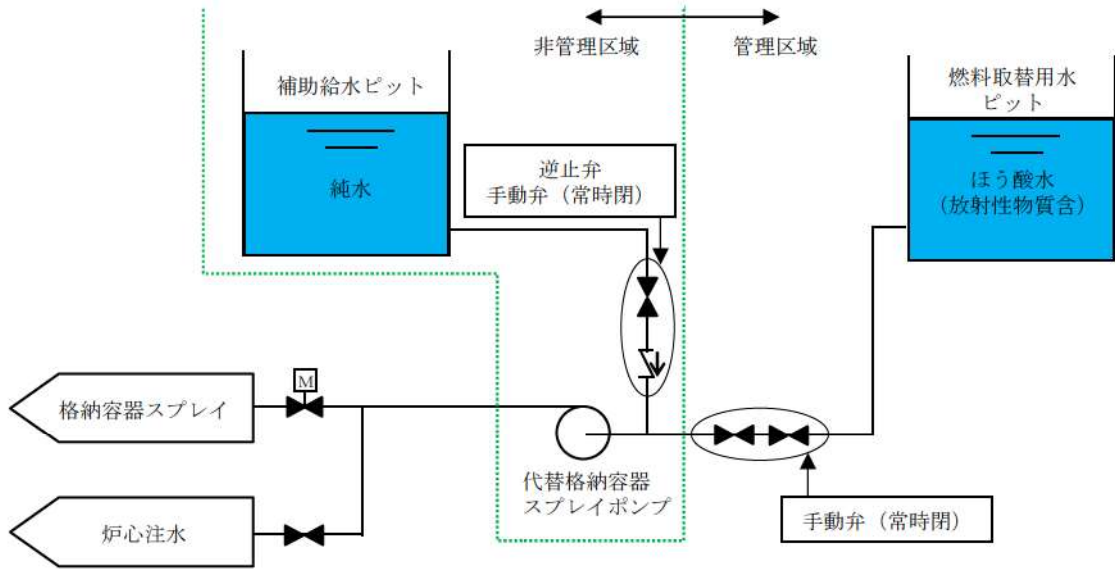 非管理区域
管理区域
補助給水ピット
燃料取替用水
ピット
逆止弁
手動弁（常時閉）
純水
ほう酸水
（放射性物質含）
M
格納容器スプレイ
代替格納容器
スプレイポンプ
手動弁（常時閉）
炉心注水